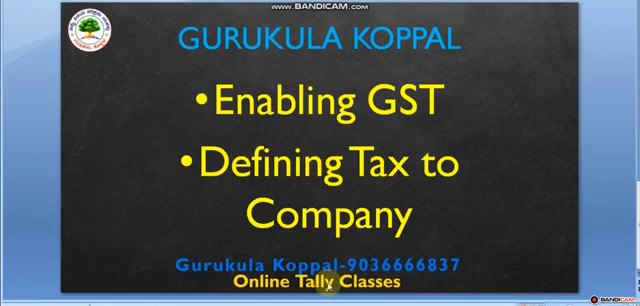 www.BANDICAM.com
GURUKULA KOPPAL
•Enabling GST
•Defining Tax to
Company
Gurukula Koppal-9036666837
Online Tally Classes
BANDICAM